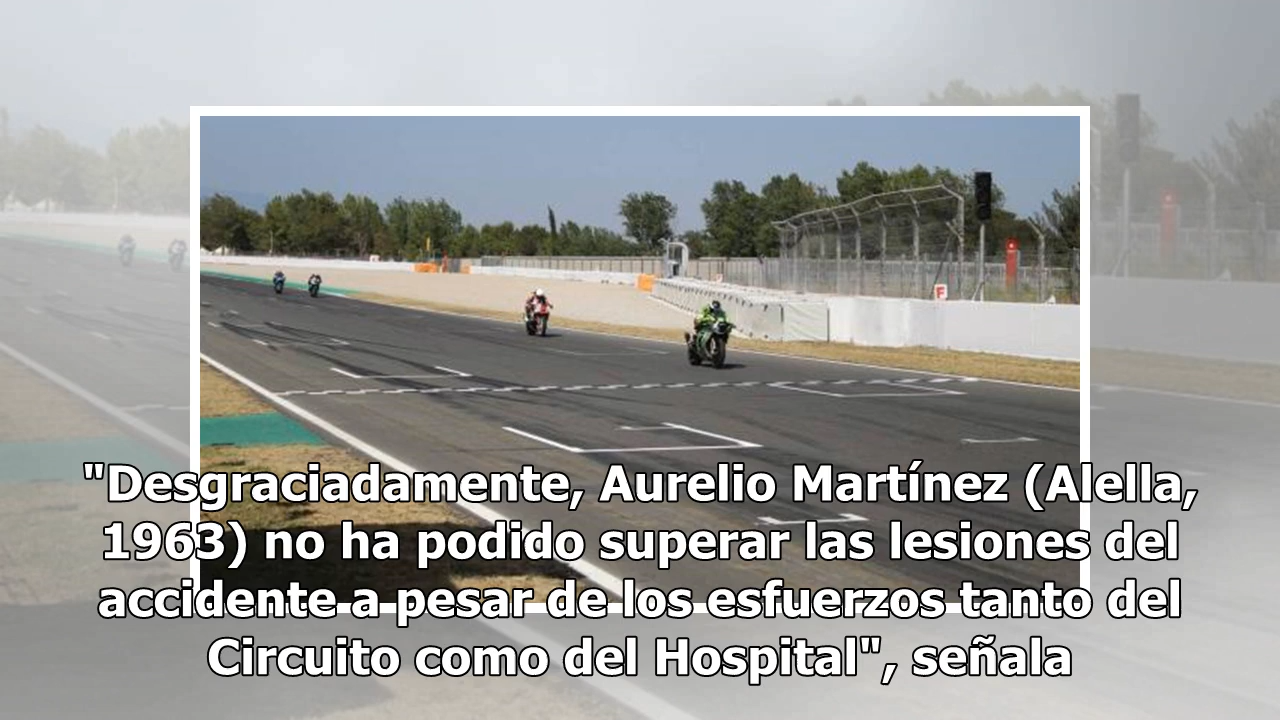 "Desgraciadamente, Aurelio Martínez (Alella,
1963) no ha podido superar las lesiones del
accidente a pesar de los esfuerzos tanto del
Circuito como del Hospital", señala
F